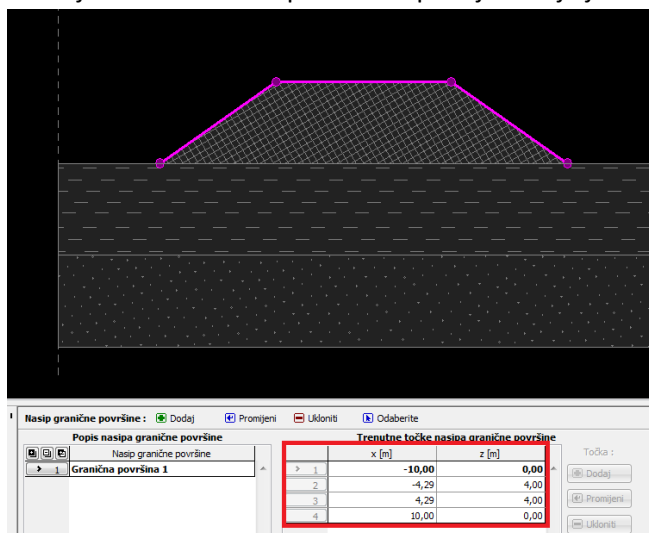 Nasip granične površine : Dodaj Promijeni Ukloniti Odaberite
Popis nasipa granične površine
Nasip granične površine
> 1 Granična površina 1
Trenutne točke nasipa granične površine
x [m] z [m]
> 1 -10,00 0,00
2 -4,29 4,00
3 4,29 4,00
4 10,00 0,00
Točka :
Dodaj
Promijeni
Ukloniti